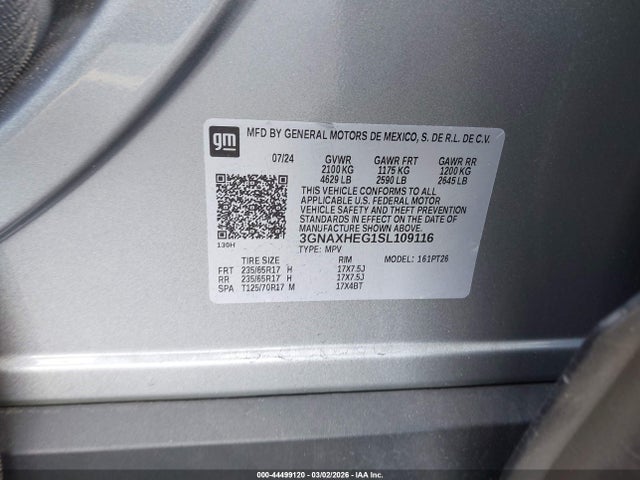 gm
MFD BY GENERAL MOTORS DE MEXICO, S. DE R.L. DE C.V.
07/24 GVWR GAWR FRT GAWR RR
2100 KG 1175 KG 1200 KG
4629 LB 2590 LB 2645 LB
THIS VEHICLE CONFORMS TO ALL
APPLICABLE U.S. FEDERAL MOTOR
VEHICLE SAFETY AND THEFT PREVENTION
STANDARDS IN EFFECT ON THE DATE OF
MANUFACTURE SHOWN ABOVE.
139H 3GNAXHEG1SL109116
TYPE: MPV
TIRE SIZE RIM MODEL: 161PT26
FRT 235/65R17 H 17X7.5J
RR 235/65R17 H 17X7.5J
SPA T125/70R17 M 17X4BT
000-44499120 - 03/02/2026 - © IAA Inc.